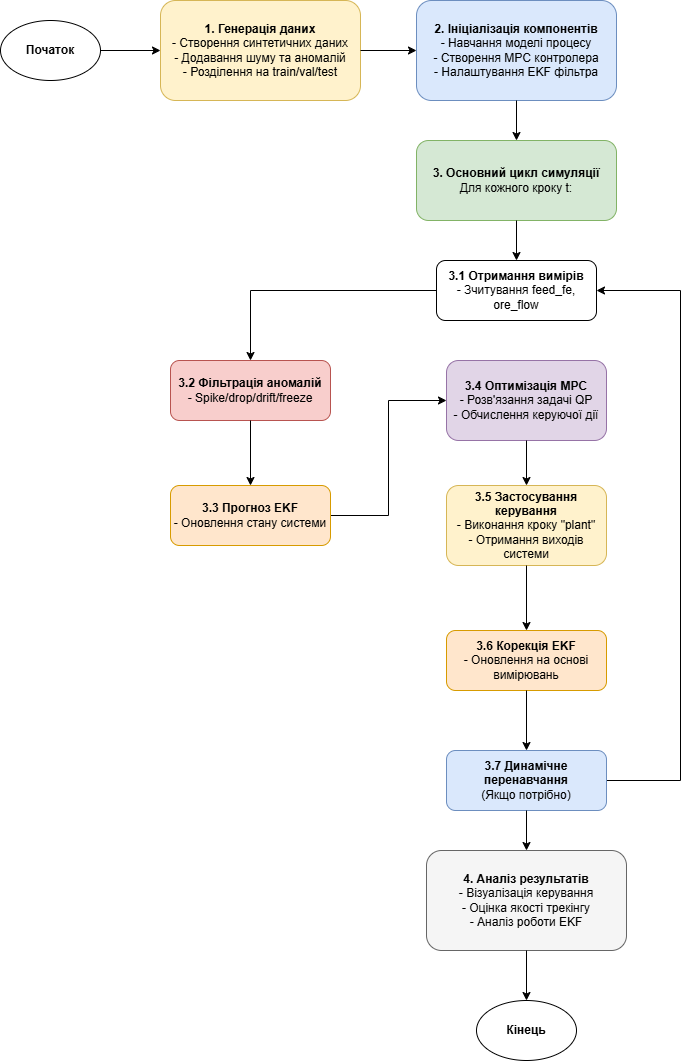 Початок
1. Генерація даних
- Створення синтетичних даних
- Додавання шуму та аномалій
- Розділення на train/val/test
2. Ініціалізація компонентів
- Навчання моделі процесу
- Створення MPC контролера
- Налаштування EKF фільтра
3. Основний цикл симуляції
Для кожного кроку t:
3.1 Отримання вимірів
- Зчитування feed_fe,
ore_flow
3.2 Фільтрація аномалій
- Spike/drop/drift/freeze
3.3 Прогноз EKF
- Оновлення стану системи
3.4 Оптимізація MPC
- Розв'язання задачі QP
- Обчислення керуючої дії
3.5 Застосування
керування
- Виконання кроку "plant"
- Отримання виходів
системи
3.6 Корекція EKF
- Оновлення на основі
вимірювань
3.7 Динамічне
перенавчання
(Якщо потрібно)
4. Аналіз результатів
- Візуалізація керування
- Оцінка якості трекінгу
- Аналіз роботи EKF
Кінець